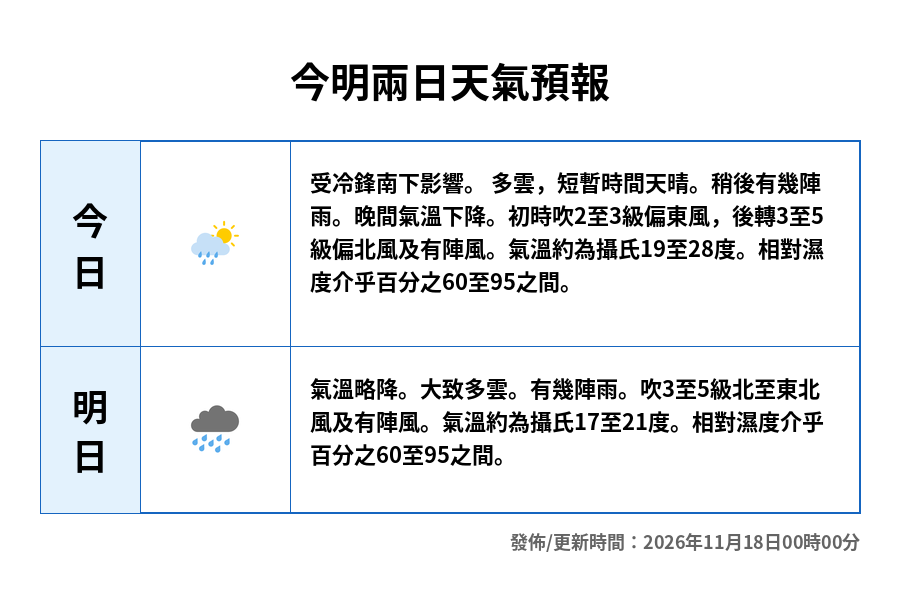 今明兩日天氣預報
今
日
受冷鋒南下影響。 多雲，短暫時間天晴。稍後有幾陣
雨。晚間氣溫下降。初時吹2至3級偏東風，後轉3至5
級偏北風及有陣風。氣溫約為攝氏19至28度。相對濕
度介乎百分之60至95之間。
明
日
氣溫略降。大致多雲。有幾陣雨。吹3至5級北至東北
風及有陣風。氣溫約為攝氏17至21度。相對濕度介乎
百分之60至95之間。
發佈/更新時間：2026年11月18日00時00分